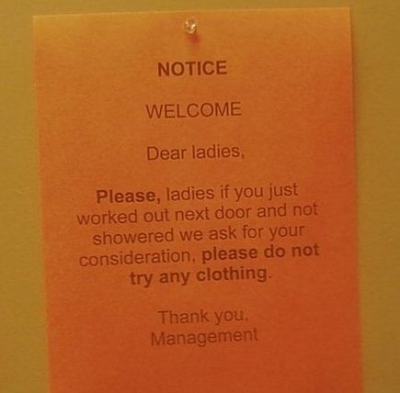 NOTICE
WELCOME
Dear ladies,
Please, ladies if you just
worked out next door and not
showered we ask for your
consideration, please do not
try any clothing.
Thank you,
Management